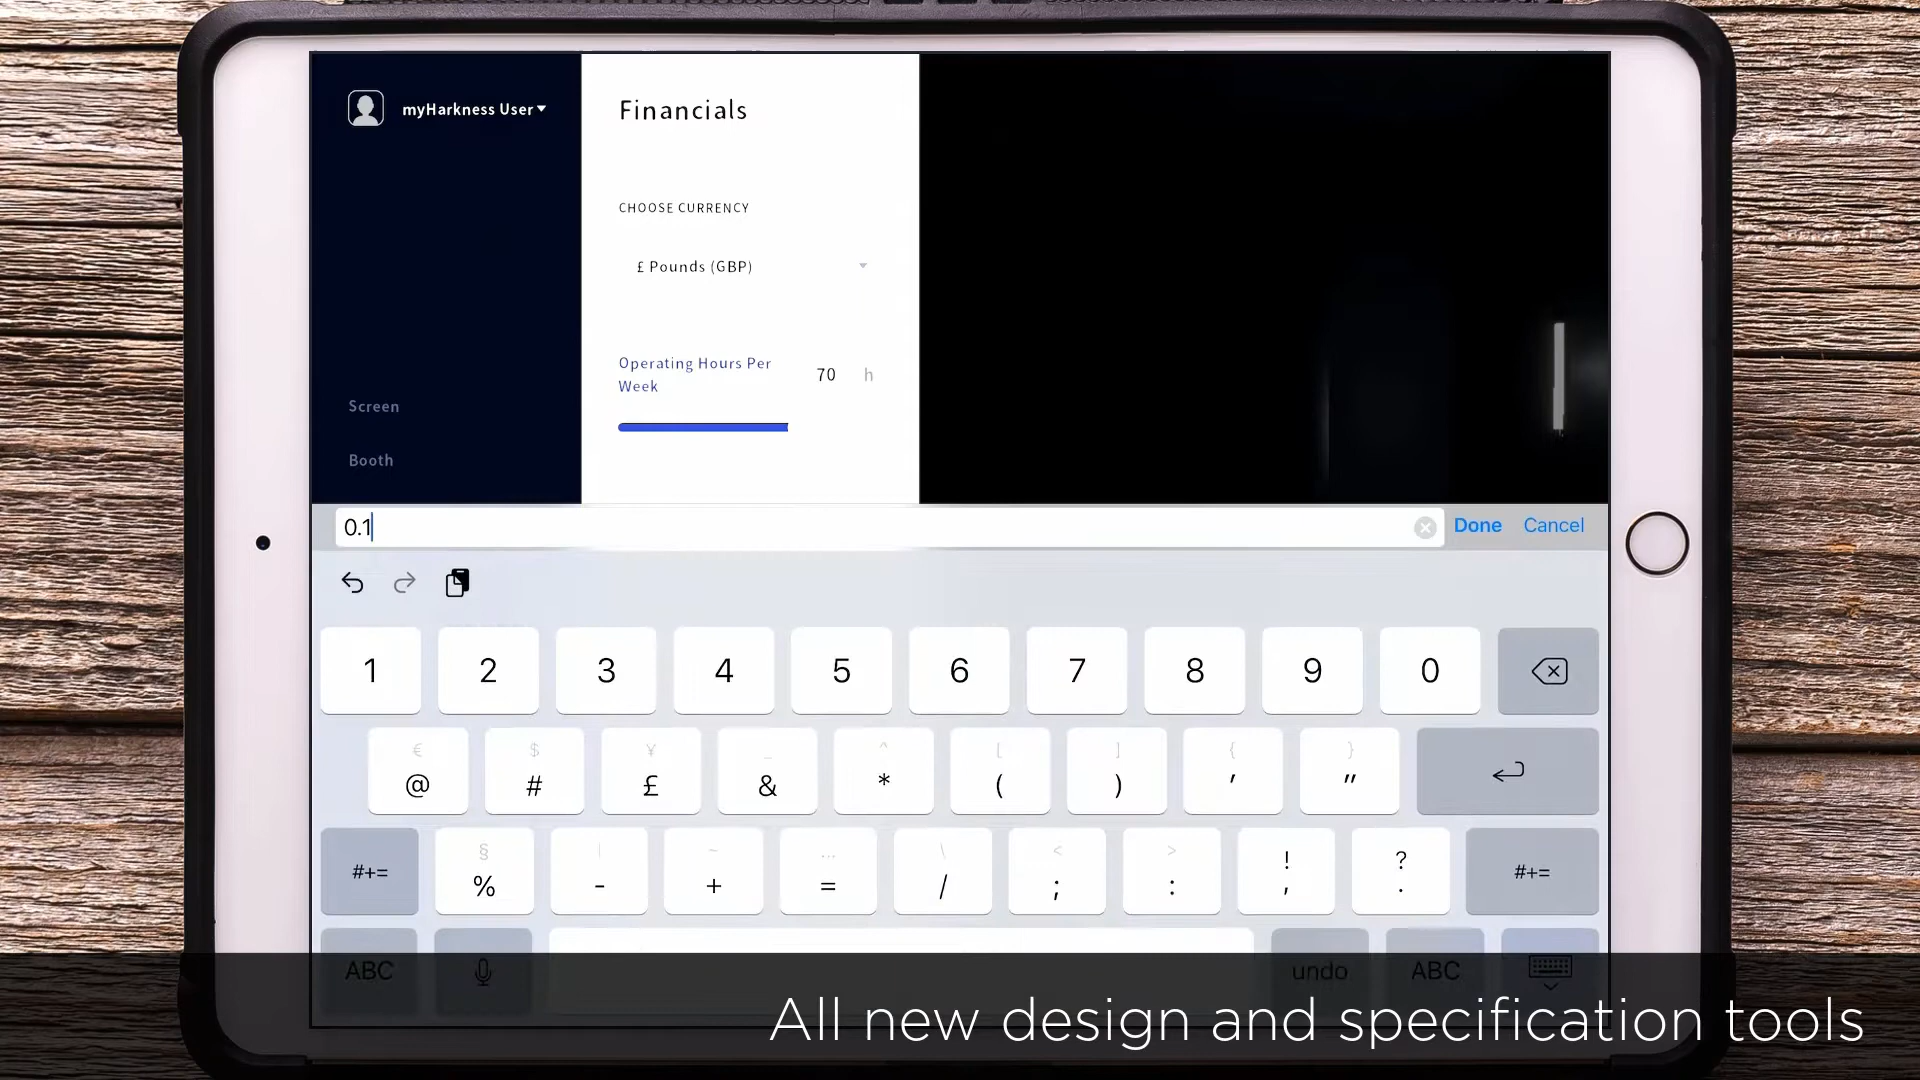 myHarkness User
Financials
CHOOSE CURRENCY
£ Pounds (GBP)
Operating Hours Per
Week
70 h
Screen
Booth
0.1
Done Cancel
1 2 3 4 5 6 7 8 9 0
€ $ ¥ _ ^ [ ] { }
@ # £ & * ( ) ' "
§ | ~ … \ < > ! ?
#+= % - + = / ; : , . #+=
ABC undo ABC
All new design and specification tools